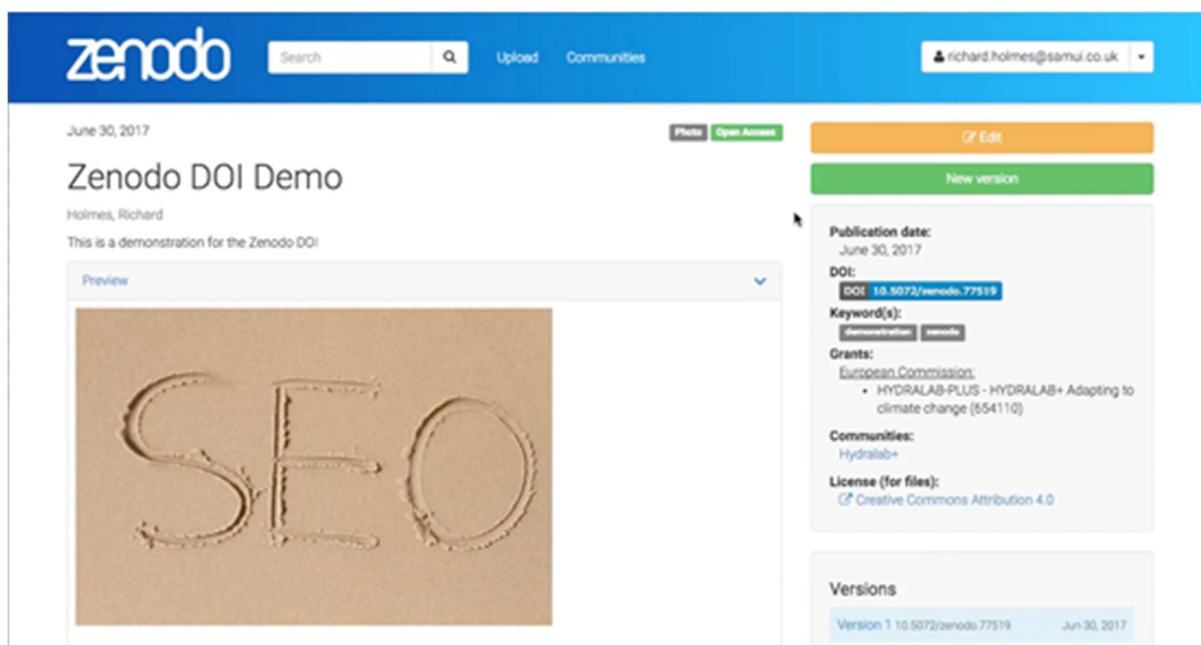 zenodo
Search
Upload
Communities
richard.holmes@samui.co.uk
June 30, 2017
Photo
Open Access
Zenodo DOI Demo
Holmes, Richard
This is a demonstration for the Zenodo DOI
Preview
SEO
Edit
New version
Publication date:
June 30, 2017
DOI:
DOI 10.5072/zenodo.77519
Keyword(s):
demonstration zenodo
Grants:
European Commission:
• HYDRALAB-PLUS - HYDRALAB+ Adapting to
climate change (654110)
Communities:
Hydralab+
License (for files):
Creative Commons Attribution 4.0
Versions
Version 1 10.5072/zenodo.77519 Jun 30, 2017